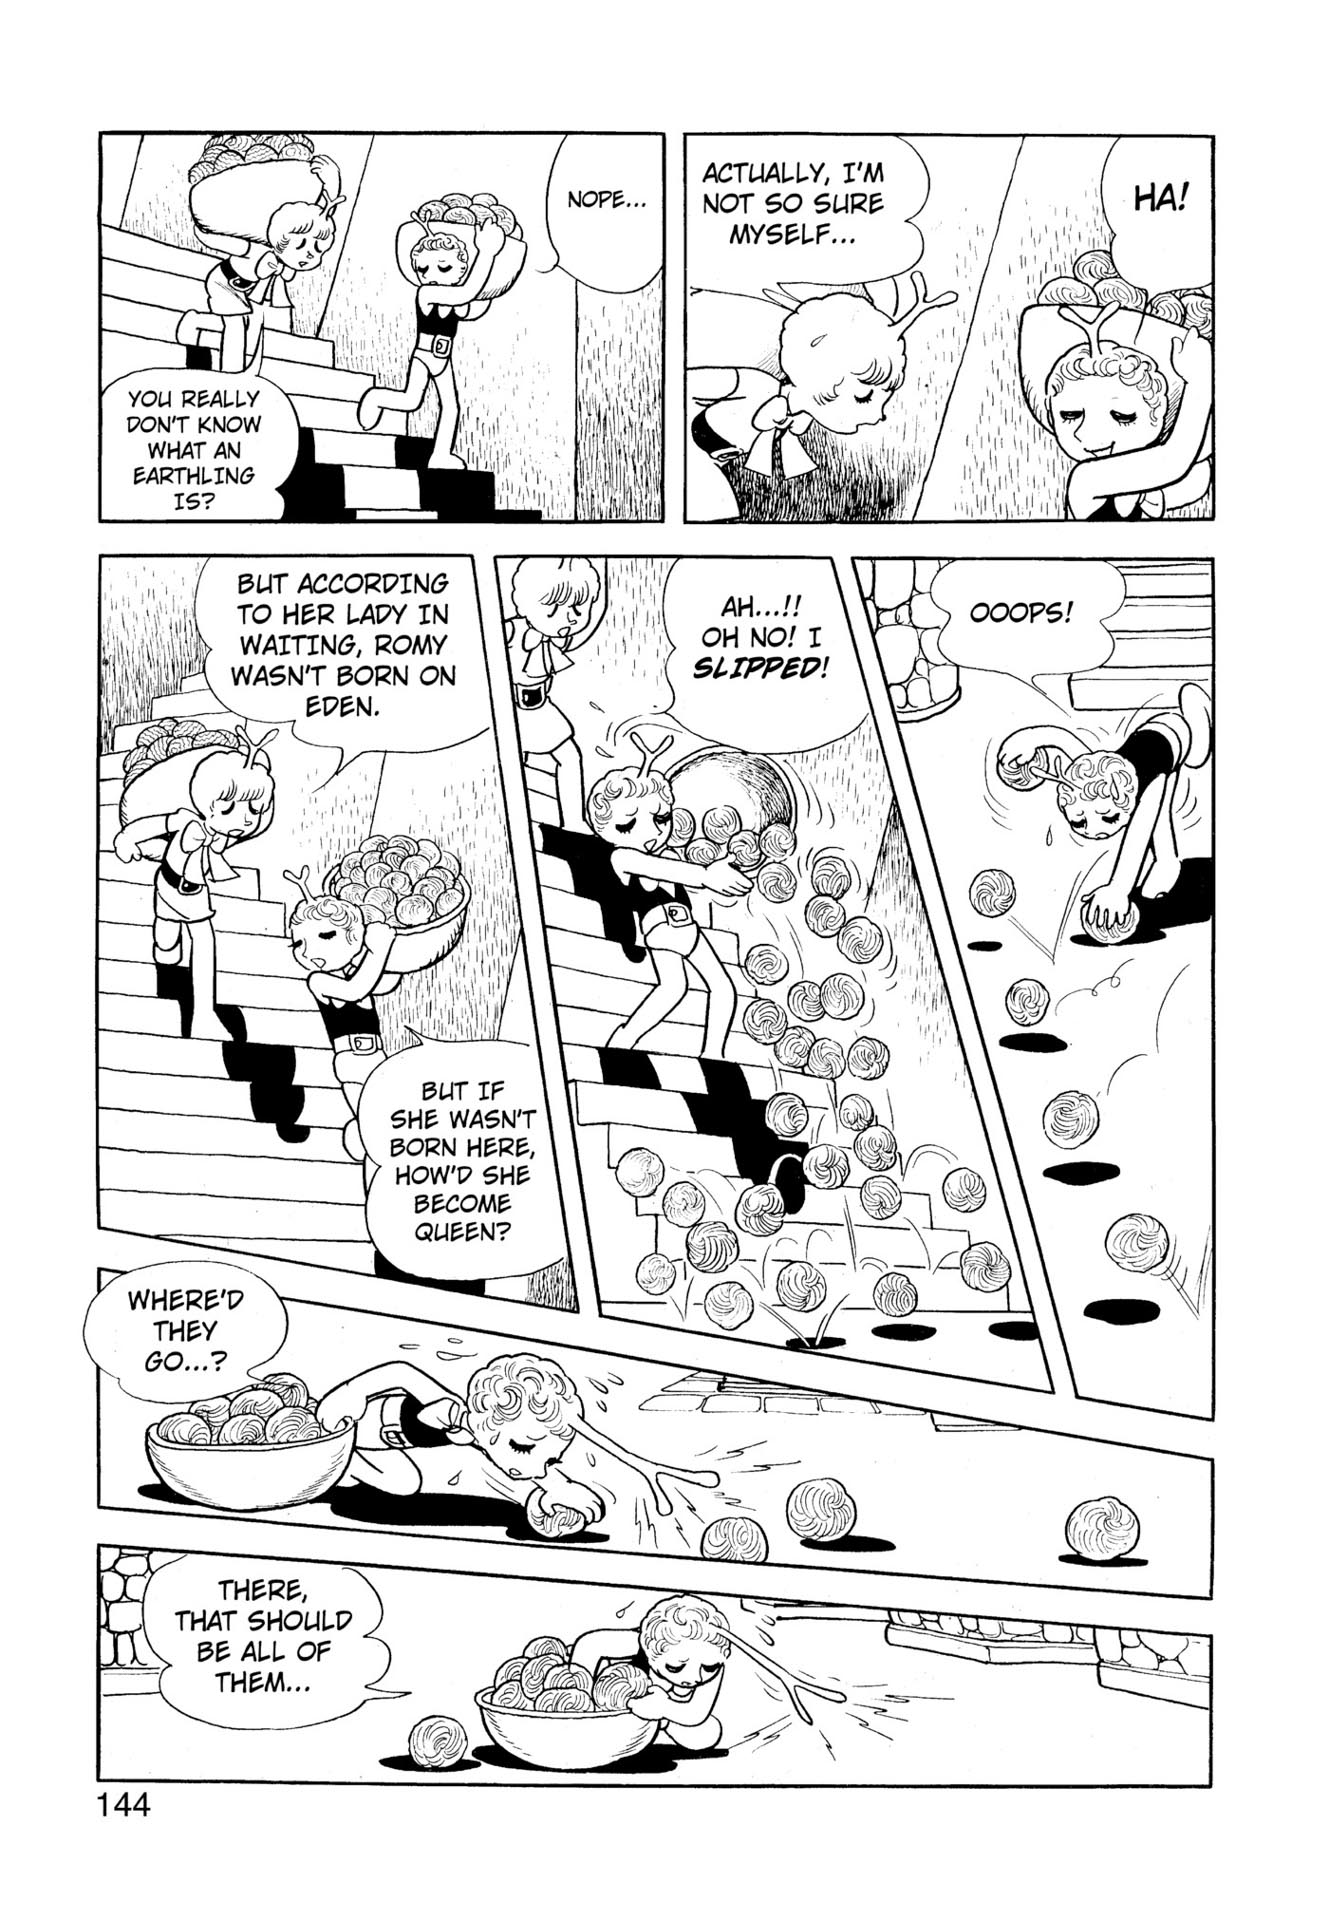 YOU REALLY
DON'T KNOW
WHAT AN
EARTHLING
IS?
NOPE...
ACTUALLY, I'M
NOT SO SURE
MYSELF...
HA!
BUT ACCORDING
TO HER LADY IN
WAITING, ROMY
WASN'T BORN ON
EDEN.
BUT IF
SHE WASN'T
BORN HERE,
HOW'D SHE
BECOME
QUEEN?
AH...!!
OH NO! I
SLIPPED!
OOOPS!
WHERE'D
THEY
GO...?
THERE,
THAT SHOULD
BE ALL OF
THEM...
144